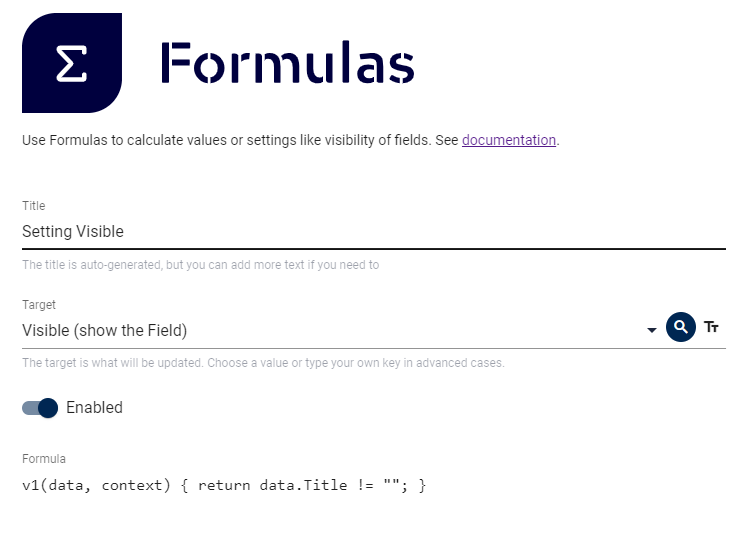 Σ
Formulas
Use Formulas to calculate values or settings like visibility of fields. See documentation.
Title
Setting Visible
The title is auto-generated, but you can add more text if you need to
Target
Visible (show the Field)
TT
The target is what will be updated. Choose a value or type your own key in advanced cases.
Enabled
Formula
v1(data, context) { return data.Title != ""; }